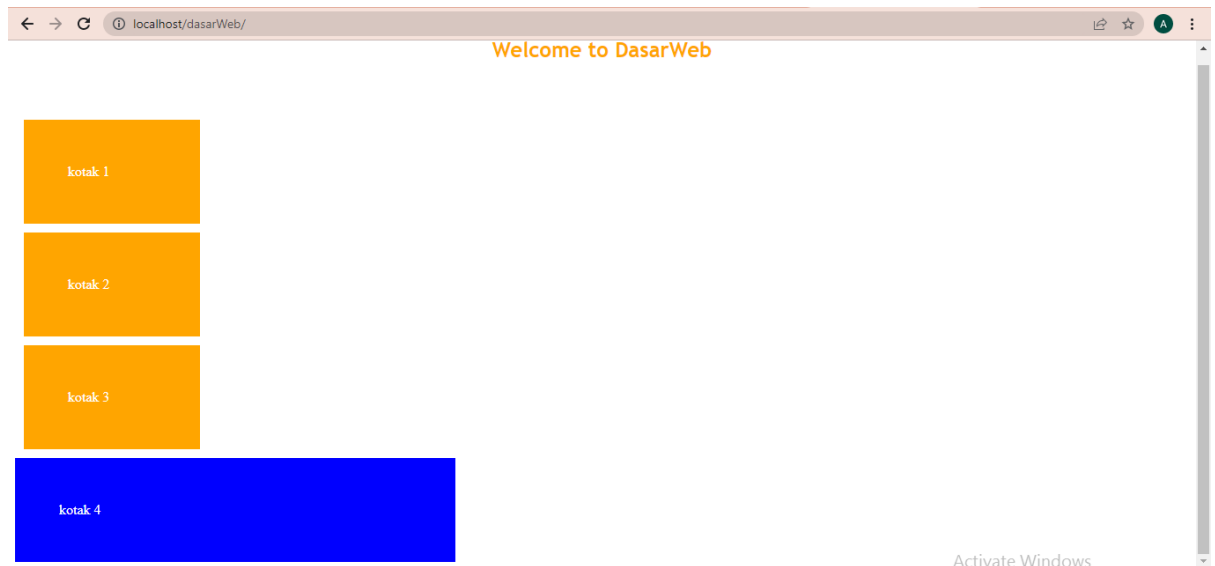 localhost/dasarWeb/
A
Welcome to DasarWeb
kotak 1
kotak 2
kotak 3
kotak 4
Activate Windows